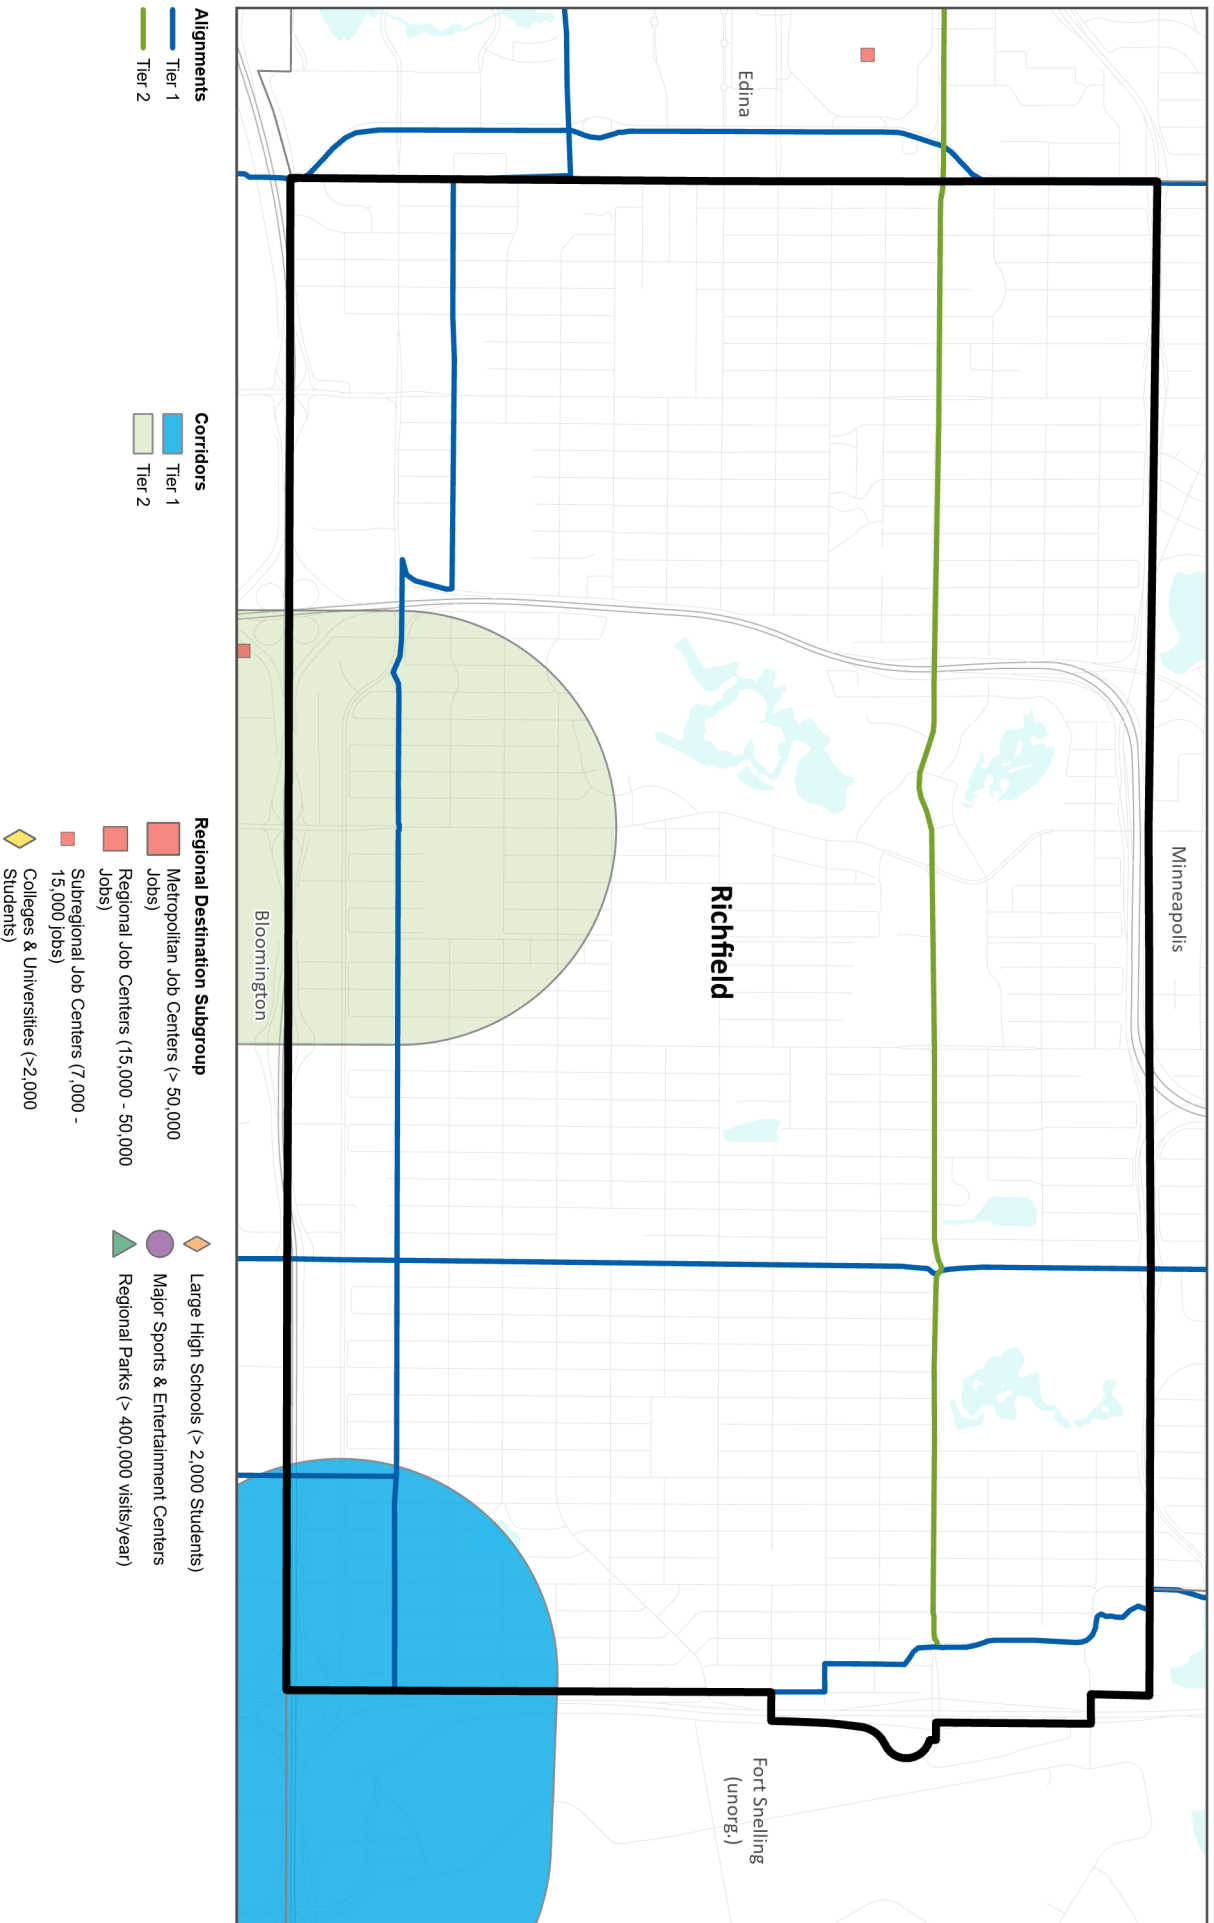 Minneapolis
Edina
Richfield
Fort Snelling
(unorg.)
Bloomington
Alignments
Tier 1
Tier 2
Corridors
Tier 1
Tier 2
Regional Destination Subgroup
Metropolitan Job Centers (> 50,000
Jobs)
Regional Job Centers (15,000 - 50,000
Jobs)
Subregional Job Centers (7,000 -
15,000 jobs)
Colleges & Universities (>2,000
Students)
Large High Schools (> 2,000 Students)
Major Sports & Entertainment Centers
Regional Parks (> 400,000 visits/year)